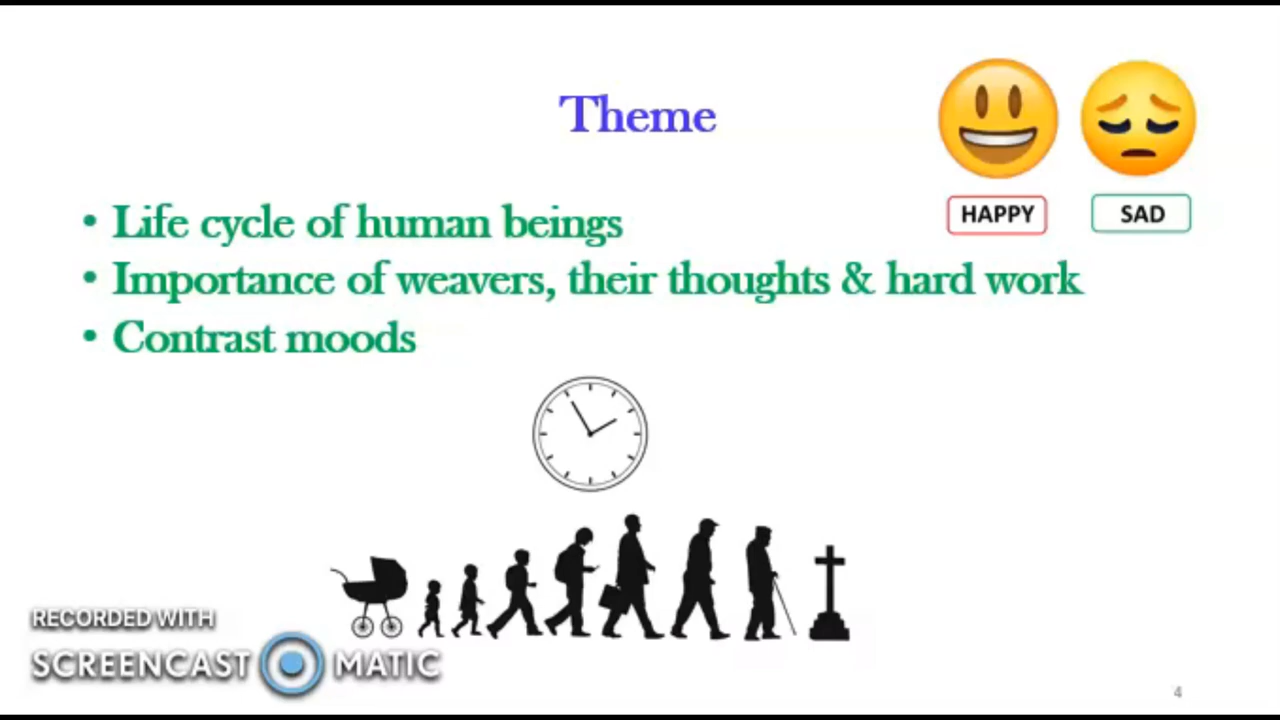 Theme
HAPPY SAD
• Life cycle of human beings
• Importance of weavers, their thoughts & hard work
• Contrast moods
RECORDED WITH
SCREENCAST MATIC
4